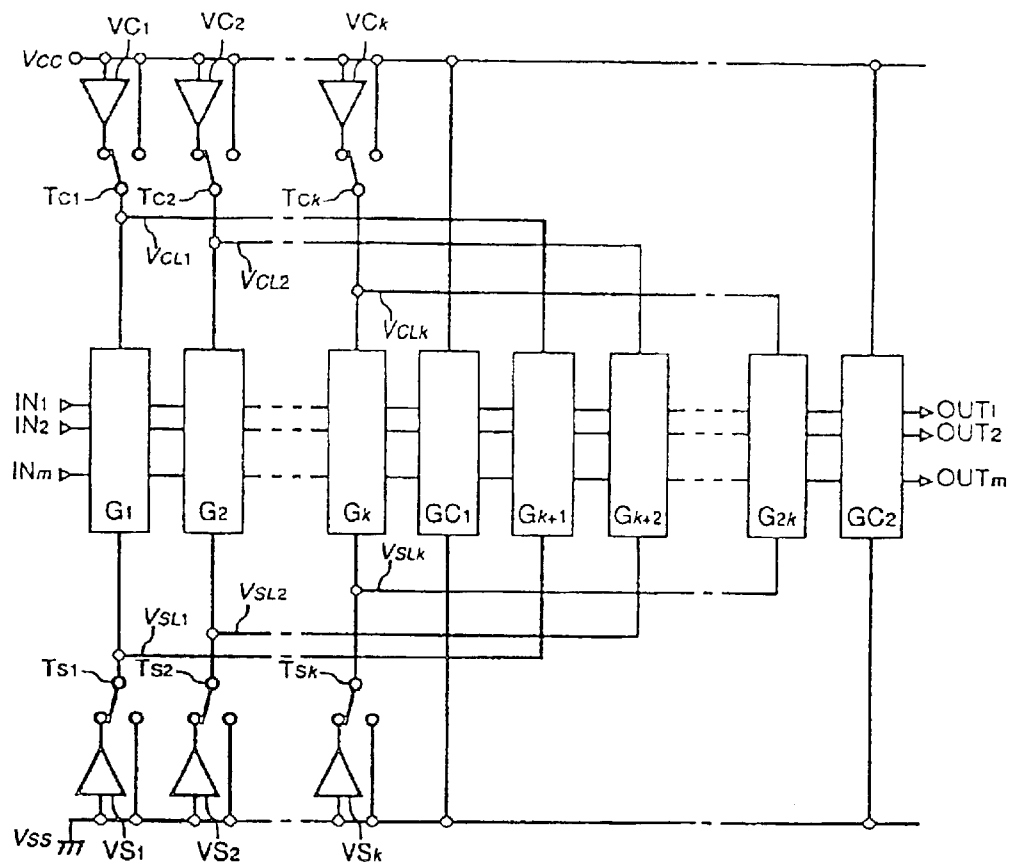 VC1 VC2 VCk
VCC
TC1 TC2 TCk
VCL1
VCL2
VCLk
IN1 OUT1
IN2 OUT2
INm OUTm
G1 G2 Gk GC1 Gk+1 Gk+2 G2k GC2
VSLk
VSL2
VSL1
TS1 TS2 TSk
VSS
VS1 VS2 VSk